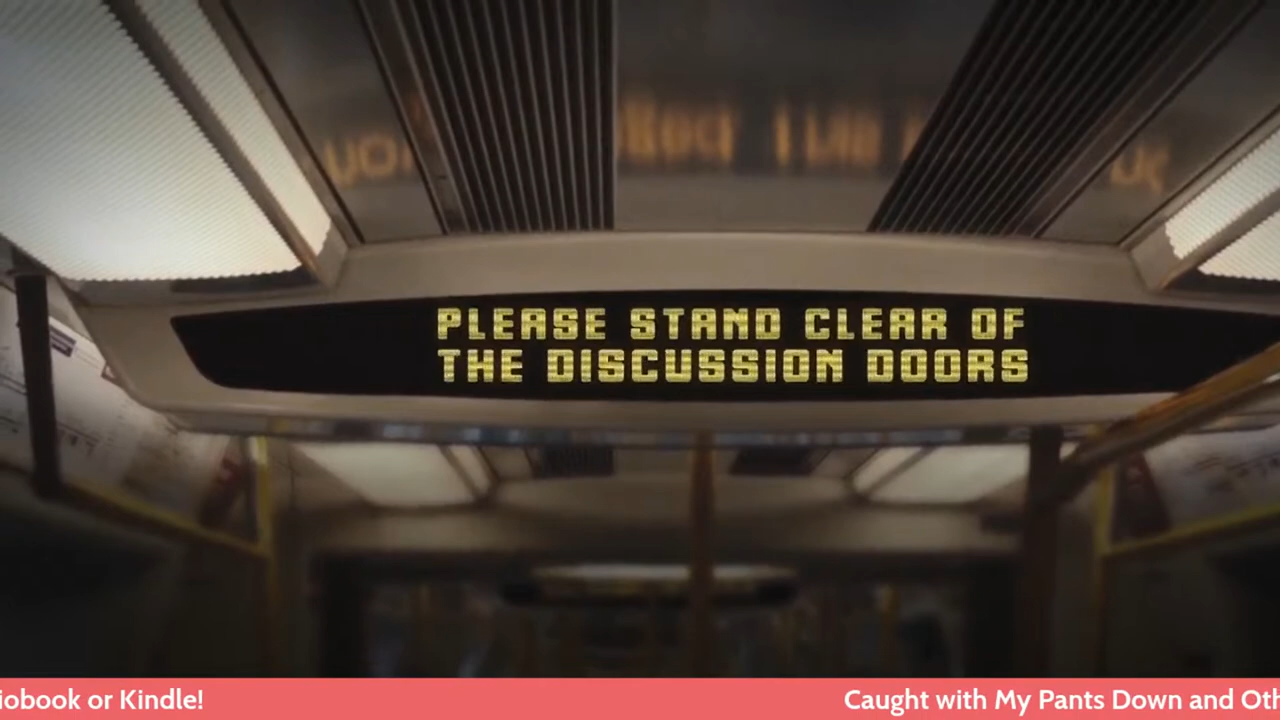 PLEASE STAND CLEAR OF
THE DISCUSSION DOORS
iobook or Kindle!
Caught with My Pants Down and Oth